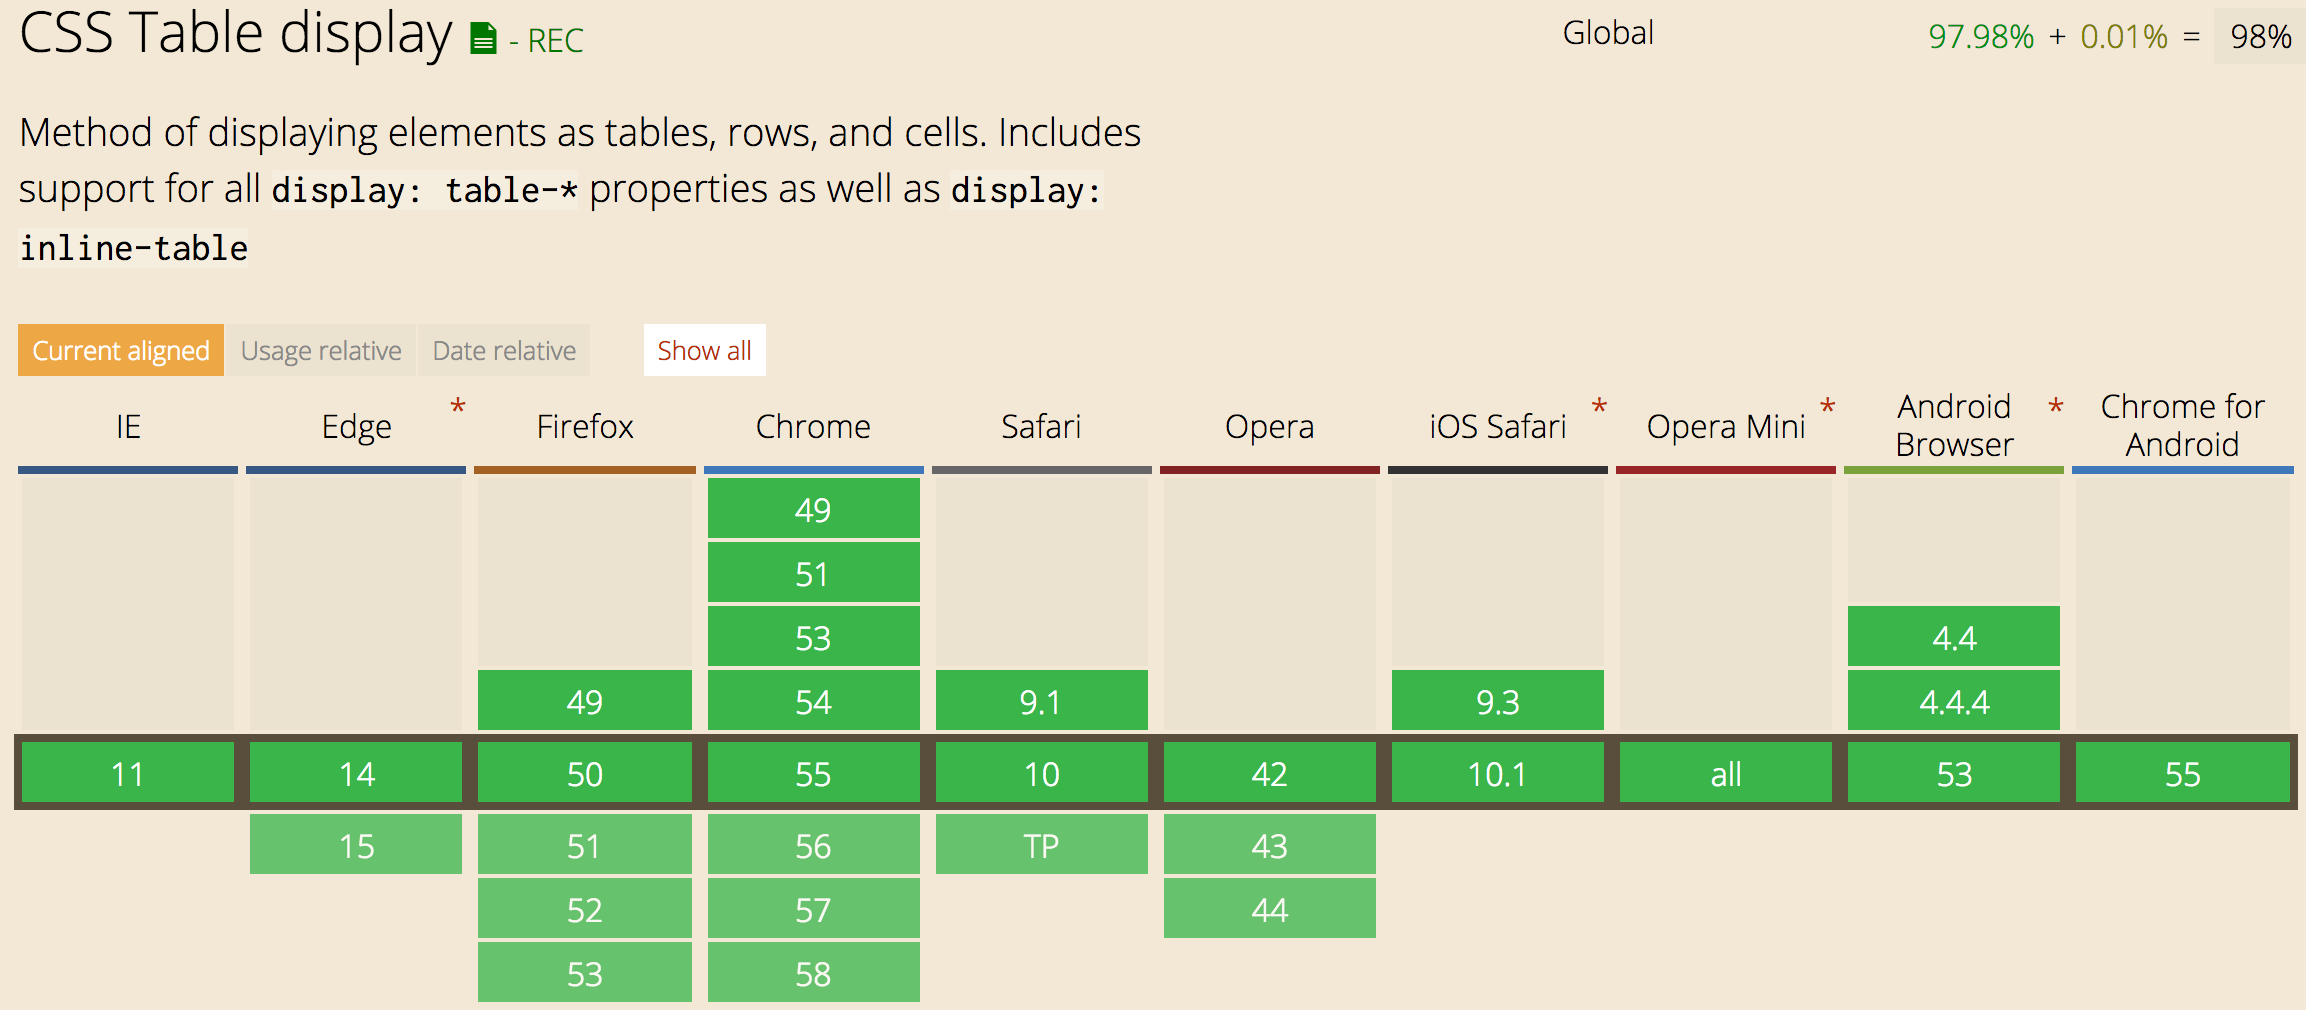 CSS Table display - REC
Global 97.98% + 0.01% = 98%
Method of displaying elements as tables, rows, and cells. Includes
support for all display: table-* properties as well as display:
inline-table
Current aligned Usage relative Date relative Show all
IE Edge * Firefox Chrome Safari Opera iOS Safari * Opera Mini * Android Browser * Chrome for Android
49
51
53 4.4
49 54 9.1 9.3 4.4.4
11 14 50 55 10 42 10.1 all 53 55
15 51 56 TP 43
52 57 44
53 58